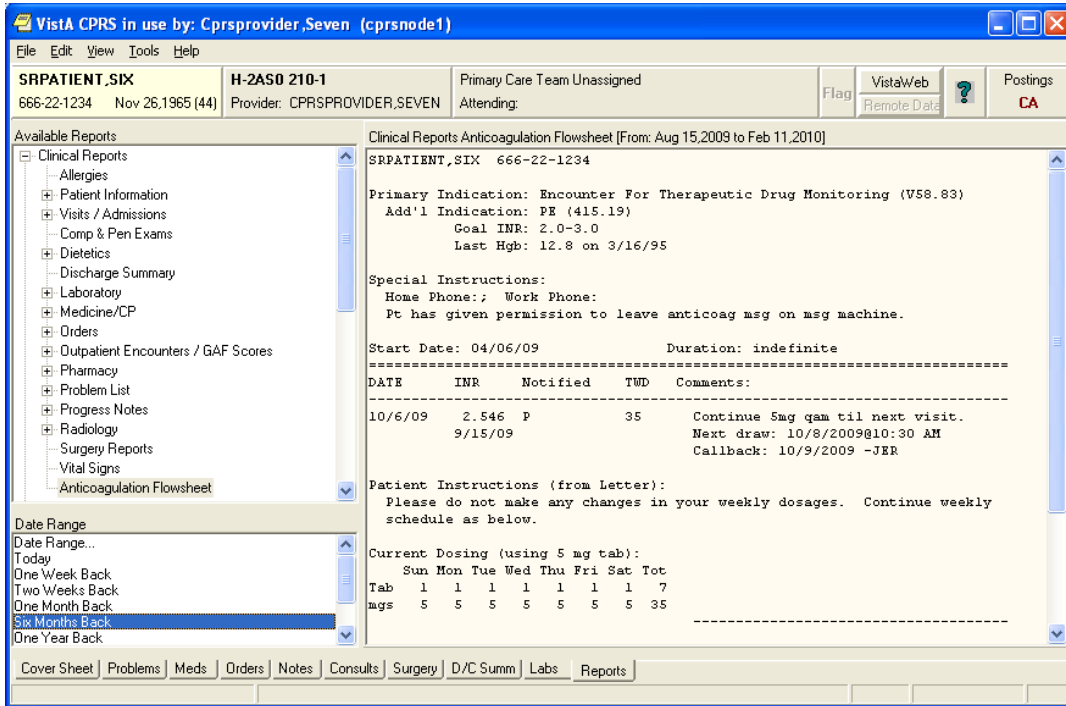 VistA CPRS in use by: Cprsprovider,Seven (cprsnode1)
File Edit View Tools Help
SRPATIENT,SIX
666-22-1234 Nov 26,1965 (44)
H-2ASO 210-1
Provider: CPRSPROVIDER,SEVEN
Primary Care Team Unassigned
Attending:
Flag
VistaWeb
Remote Data
?
Postings
CA
Available Reports
Clinical Reports
Allergies
Patient Information
Visits / Admissions
Comp & Pen Exams
Dietetics
Discharge Summary
Laboratory
Medicine/CP
Orders
Outpatient Encounters / GAF Scores
Pharmacy
Problem List
Progress Notes
Radiology
Surgery Reports
Vital Signs
Anticoagulation Flowsheet
Date Range
Date Range...
Today
One Week Back
Two Weeks Back
One Month Back
Six Months Back
One Year Back
Clinical Reports Anticoagulation Flowsheet [From: Aug 15,2009 to Feb 11,2010]
SRPATIENT,SIX 666-22-1234
Primary Indication: Encounter For Therapeutic Drug Monitoring (V58.83)
Add'l Indication: PE (415.19)
Goal INR: 2.0-3.0
Last Hgb: 12.8 on 3/16/95
Special Instructions:
Home Phone:; Work Phone:
Pt has given permission to leave anticoag msg on msg machine.
Start Date: 04/06/09 Duration: indefinite
================================================================================
DATE INR Notified TWD Comments:
--------------------------------------------------------------------------------
10/6/09 2.546 P 35 Continue 5mg qam til next visit.
9/15/09 Next draw: 10/8/2009@10:30 AM
Callback: 10/9/2009 -JER
Patient Instructions (from Letter):
Please do not make any changes in your weekly dosages. Continue weekly
schedule as below.
Current Dosing (using 5 mg tab):
Sun Mon Tue Wed Thu Fri Sat Tot
Tab 1 1 1 1 1 1 1 7
mgs 5 5 5 5 5 5 5 35
---------------------------------------
Cover Sheet Problems Meds Orders Notes Consults Surgery D/C Summ Labs Reports